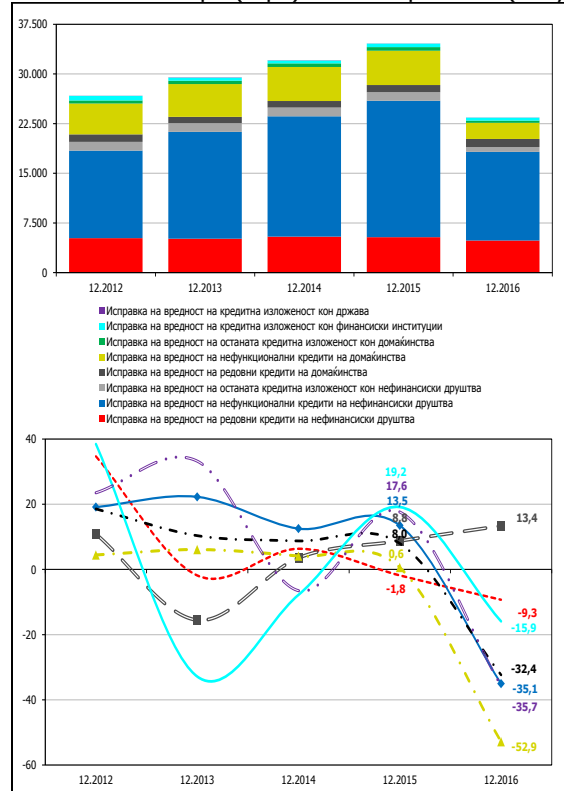 37.500
30.000
22.500
15.000
7.500
0
12.2012 12.2013 12.2014 12.2015 12.2016
Исправка на вредност на кредитна изложеност кон држава
Исправка на вредност на кредитна изложеност кон финансиски институции
Исправка на вредност на останата кредитна изложеност кон домаќинства
Исправка на вредност на нефункционални кредити на домаќинства
Исправка на вредност на редовни кредити на домаќинства
Исправка на вредност на останата кредитна изложеност кон нефинансиски друштва
Исправка на вредност на нефункционални кредити на нефинансиски друштва
Исправка на вредност на редовни кредити на нефинансиски друштва
40
20
0
-20
-40
-60
19,2
17,6
13,5
8,8
8,0
0,6
-1,8
13,4
-9,3
-15,9
-32,4
-35,1
-35,7
-52,9
12.2012 12.2013 12.2014 12.2015 12.2016